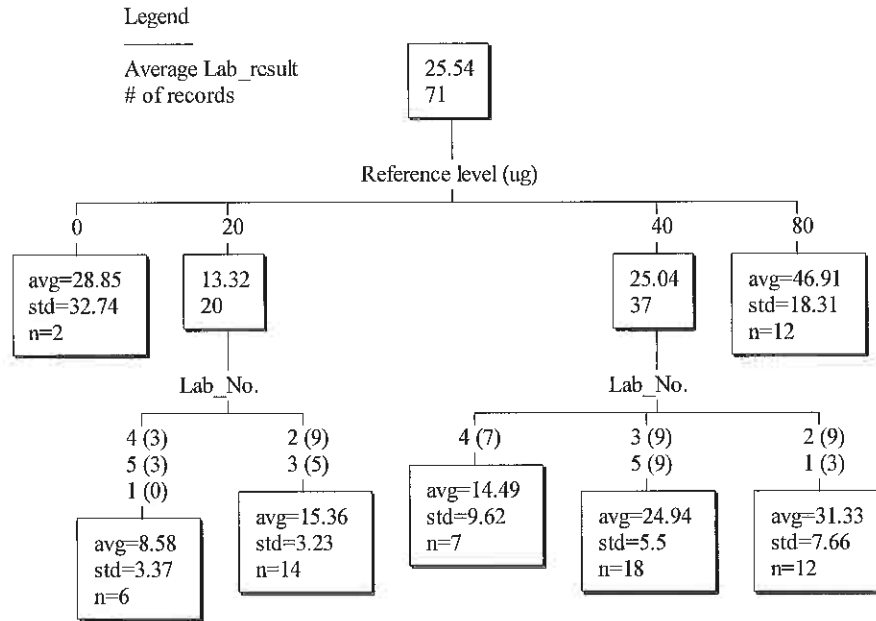 Legend
Average Lab_result
# of records
25.54
71
Reference level (ug)
0
20
40
80
avg=28.85
std=32.74
n=2
13.32
20
25.04
37
avg=46.91
std=18.31
n=12
Lab_No.
Lab_No.
4 (3)
5 (3)
1 (0)
2 (9)
3 (5)
4 (7)
3 (9)
5 (9)
2 (9)
1 (3)
avg=8.58
std=3.37
n=6
avg=15.36
std=3.23
n=14
avg=14.49
std=9.62
n=7
avg=24.94
std=5.5
n=18
avg=31.33
std=7.66
n=12